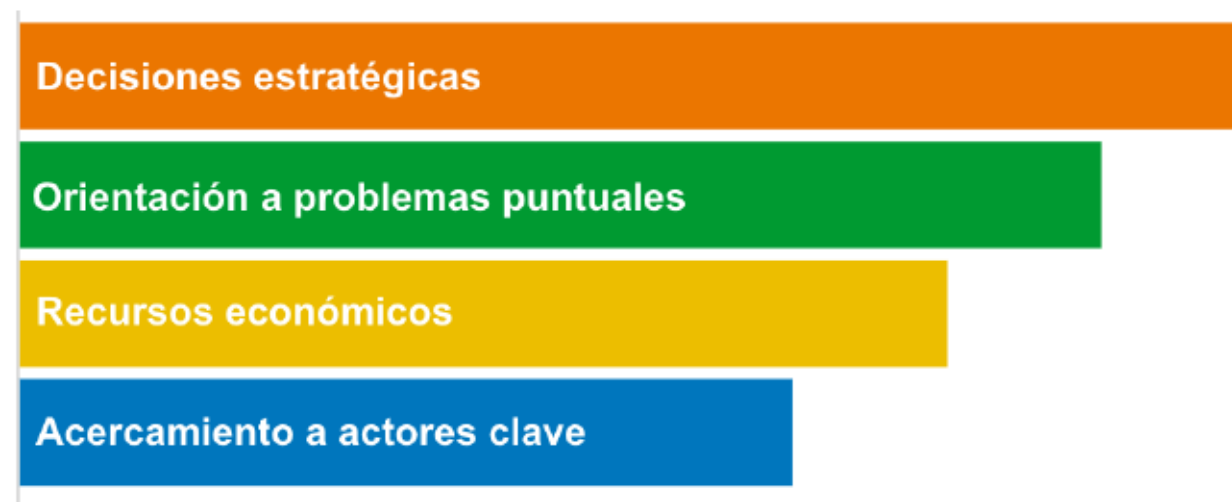 Decisiones estratégicas
Orientación a problemas puntuales
Recursos económicos
Acercamiento a actores clave